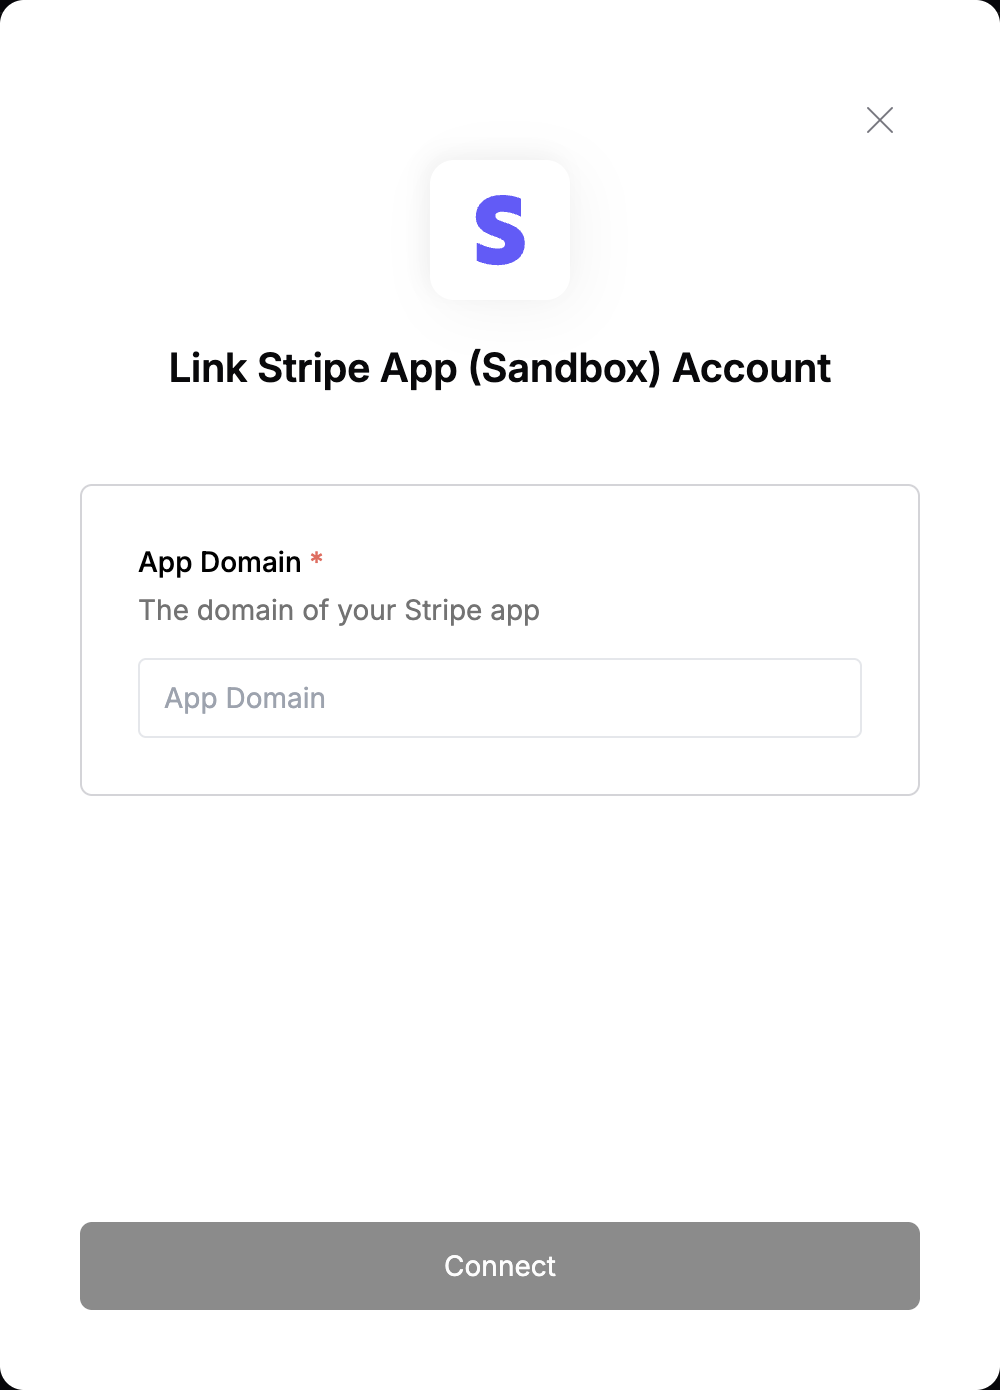 S
Link Stripe App (Sandbox) Account
App Domain *
The domain of your Stripe app
App Domain
Connect